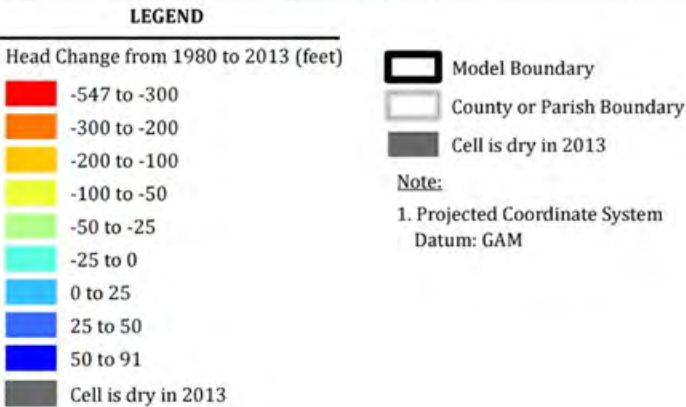 LEGEND
Head Change from 1980 to 2013 (feet)
-547 to -300
-300 to -200
-200 to -100
-100 to -50
-50 to -25
-25 to 0
0 to 25
25 to 50
50 to 91
Cell is dry in 2013
Model Boundary
County or Parish Boundary
Cell is dry in 2013
Note:
1. Projected Coordinate System
Datum: GAM